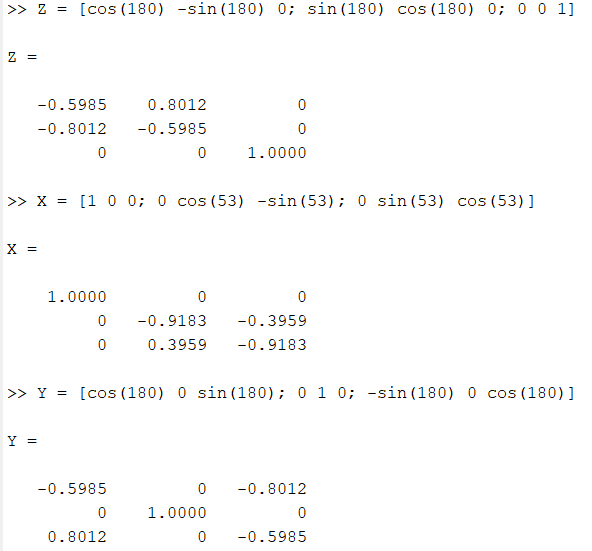 >> Z = [cos(180) -sin(180) 0; sin(180) cos(180) 0; 0 0 1]
Z =
-0.5985 0.8012 0
-0.8012 -0.5985 0
0 0 1.0000
>> X = [1 0 0; 0 cos(53) -sin(53); 0 sin(53) cos(53)]
X =
1.0000 0 0
0 -0.9183 -0.3959
0 0.3959 -0.9183
>> Y = [cos(180) 0 sin(180); 0 1 0; -sin(180) 0 cos(180)]
Y =
-0.5985 0 -0.8012
0 1.0000 0
0.8012 0 -0.5985